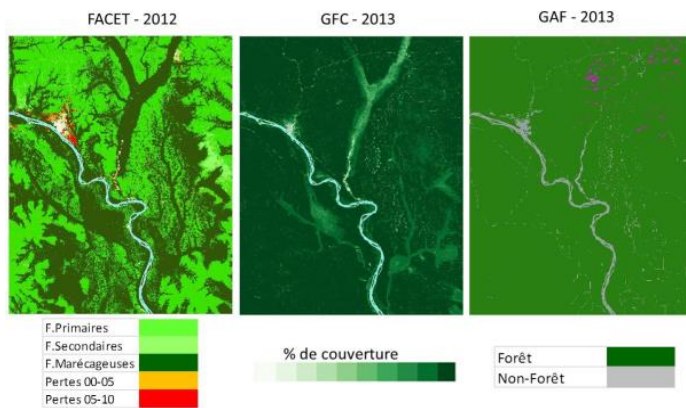 FACET - 2012
GFC - 2013
GAF - 2013
F.Primaires
F.Secondaires
F.Marécageuses
Pertes 00-05
Pertes 05-10
% de couverture
Forêt
Non-Forêt